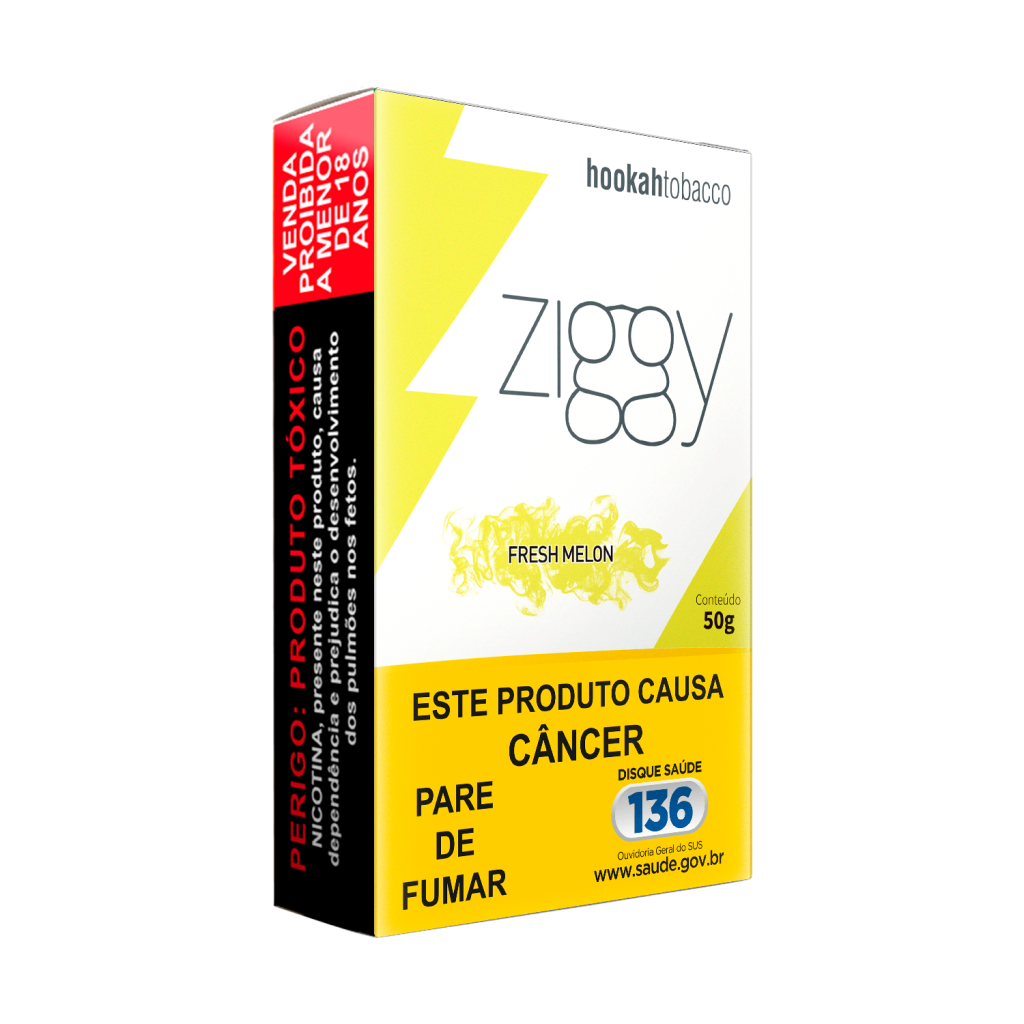 VENDA
PROIBIDA
A MENOR
DE 18
ANOS
PERIGO: PRODUTO TÓXICO
NICOTINA, presente neste produto, causa
dependência e prejudica o desenvolvimento
dos pulmões nos fetos.
hookahtobacco
ziggy
FRESH MELON
Conteúdo
50g
ESTE PRODUTO CAUSA
CÂNCER
PARE
DE
FUMAR
DISQUE SAÚDE
136
Ouvidoria Geral do SUS
www.saude.gov.br